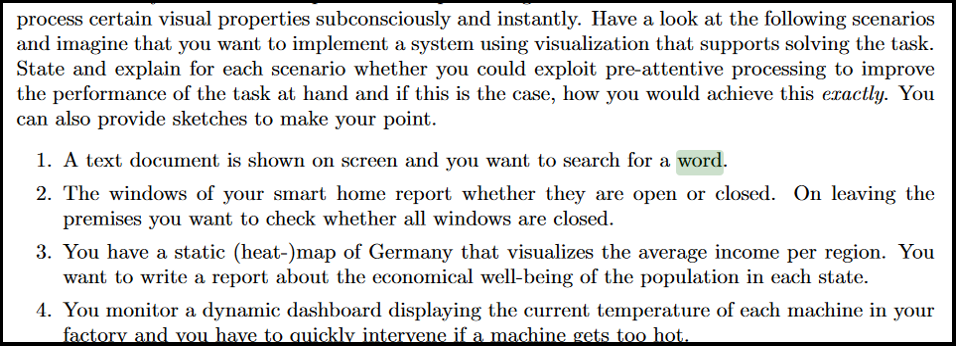 process certain visual properties subconsciously and instantly. Have a look at the following scenarios
and imagine that you want to implement a system using visualization that supports solving the task.
State and explain for each scenario whether you could exploit pre-attentive processing to improve
the performance of the task at hand and if this is the case, how you would achieve this exactly. You
can also provide sketches to make your point.
1. A text document is shown on screen and you want to search for a word.
2. The windows of your smart home report whether they are open or closed. On leaving the
premises you want to check whether all windows are closed.
3. You have a static (heat-)map of Germany that visualizes the average income per region. You
want to write a report about the economical well-being of the population in each state.
4. You monitor a dynamic dashboard displaying the current temperature of each machine in your
factory and you have to quickly intervene if a machine gets too hot.